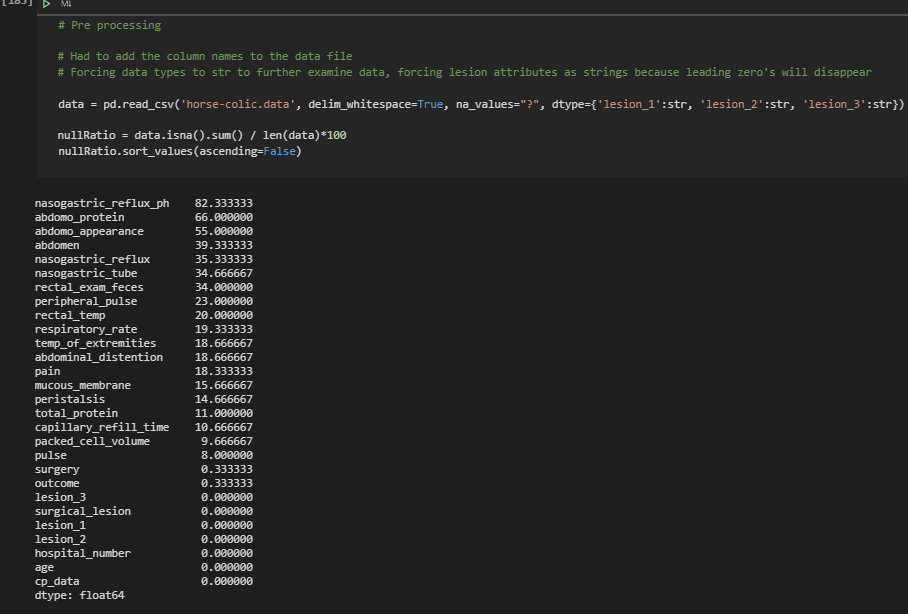 [185]
M↓
# Pre processing
# Had to add the column names to the data file
# Forcing data types to str to further examine data, forcing lesion attributes as strings because leading zero's will disappear
data = pd.read_csv('horse-colic.data', delim_whitespace=True, na_values="?", dtype={'lesion_1':str, 'lesion_2':str, 'lesion_3':str})
nullRatio = data.isna().sum() / len(data)*100
nullRatio.sort_values(ascending=False)
nasogastric_reflux_ph 82.333333
abdomo_protein 66.000000
abdomo_appearance 55.000000
abdomen 39.333333
nasogastric_reflux 35.333333
nasogastric_tube 34.666667
rectal_exam_feces 34.000000
peripheral_pulse 23.000000
rectal_temp 20.000000
respiratory_rate 19.333333
temp_of_extremities 18.666667
abdominal_distention 18.666667
pain 18.333333
mucous_membrane 15.666667
peristalsis 14.666667
total_protein 11.000000
capillary_refill_time 10.666667
packed_cell_volume 9.666667
pulse 8.000000
surgery 0.333333
outcome 0.333333
lesion_3 0.000000
surgical_lesion 0.000000
lesion_1 0.000000
lesion_2 0.000000
hospital_number 0.000000
age 0.000000
cp_data 0.000000
dtype: float64